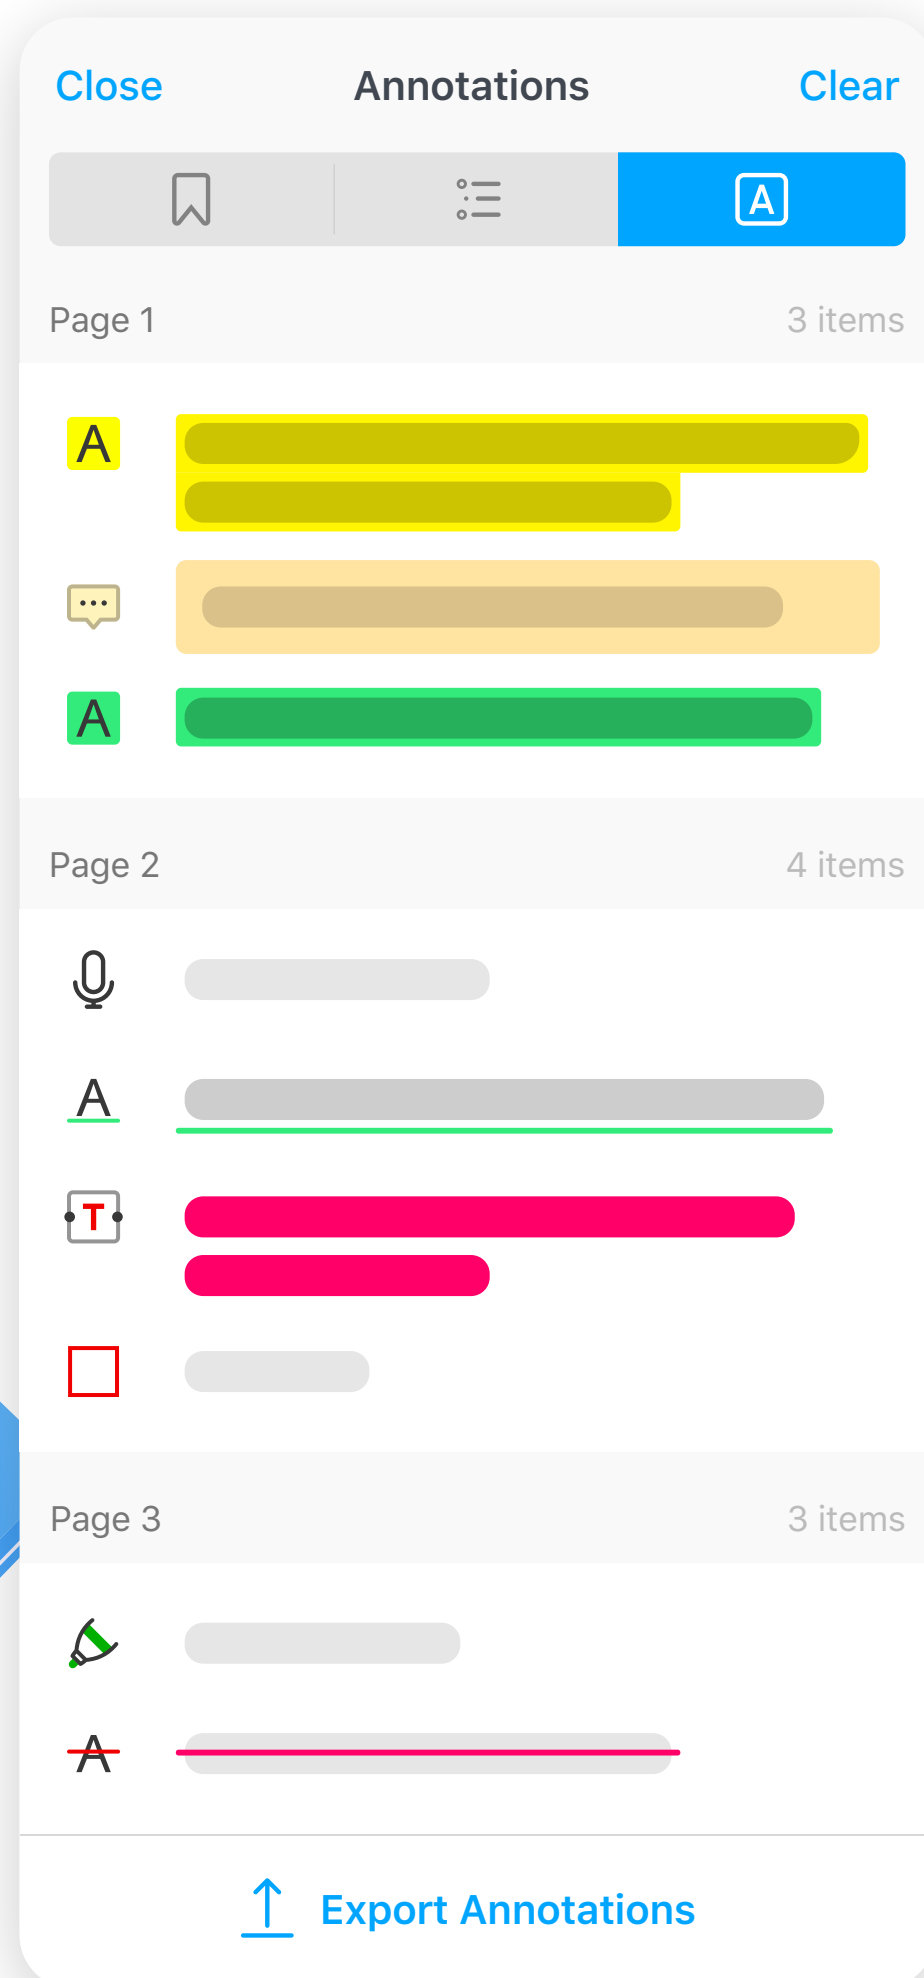 Close Annotations Clear
A
Page 1 3 items
A
A
Page 2 4 items
A
T
Page 3 3 items
A
Export Annotations